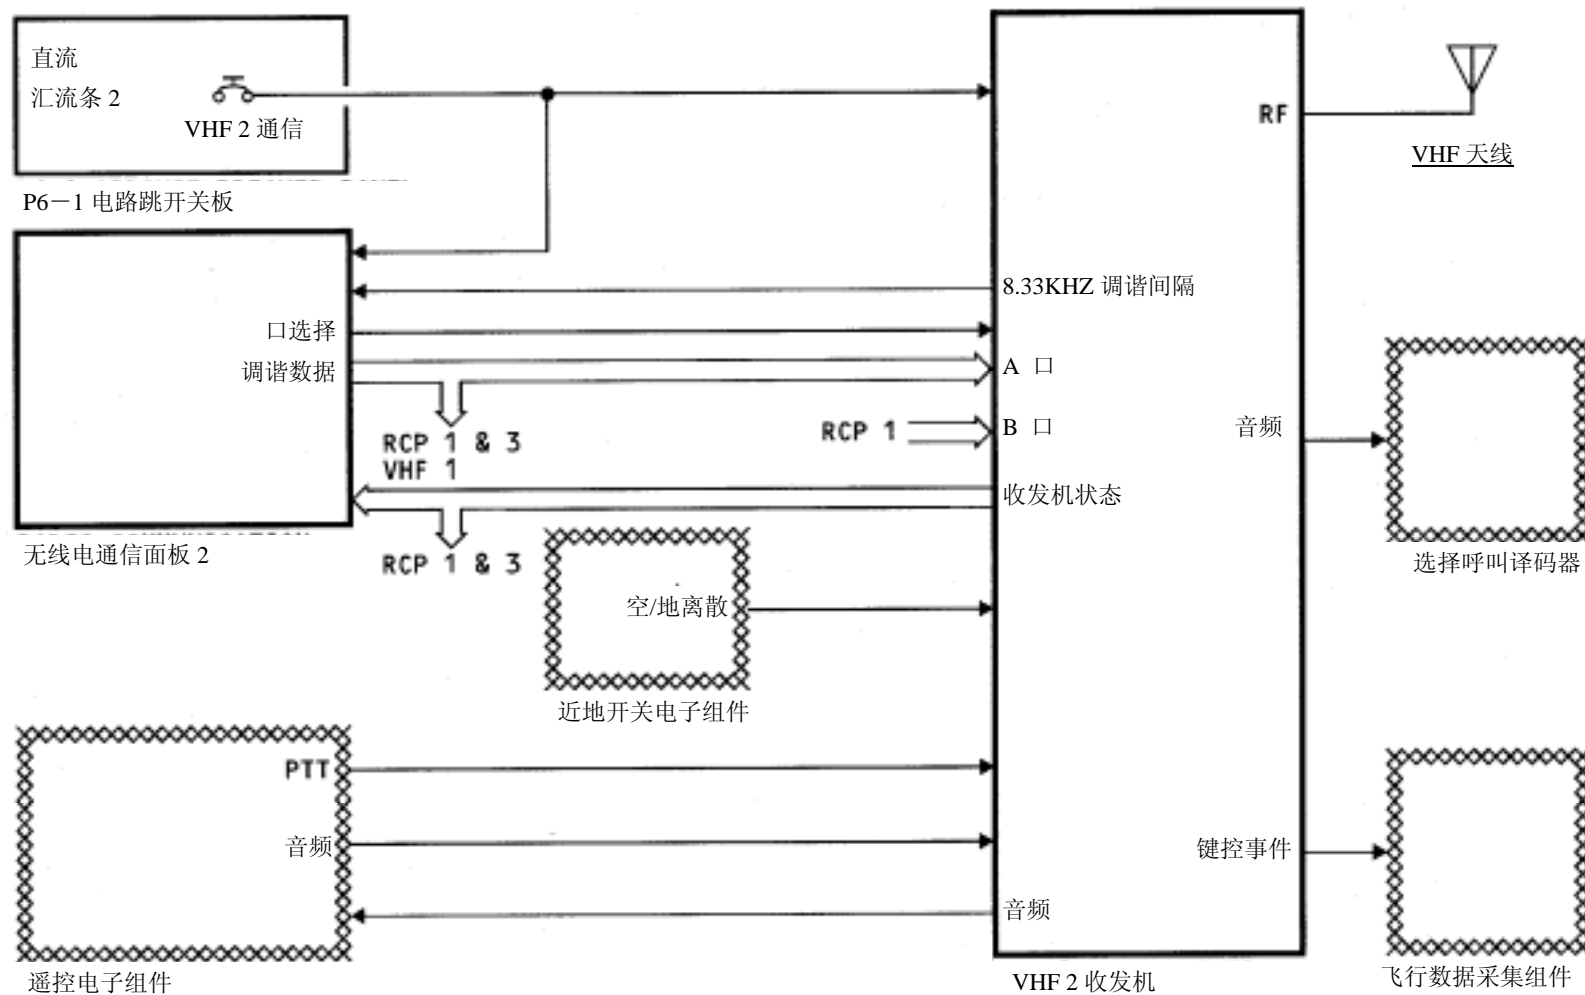 直流
汇流条 2
VHF 2 通信
P6－1 电路跳开关板
RF
VHF 天线
8.33KHZ 调谐间隔
口选择
调谐数据
A 口
RCP 1 & 3
VHF 1
RCP 1
B 口
音频
收发机状态
无线电通信面板 2
RCP 1 & 3
选择呼叫译码器
空/地离散
近地开关电子组件
PTT
音频
键控事件
音频
遥控电子组件
VHF 2 收发机
飞行数据采集组件